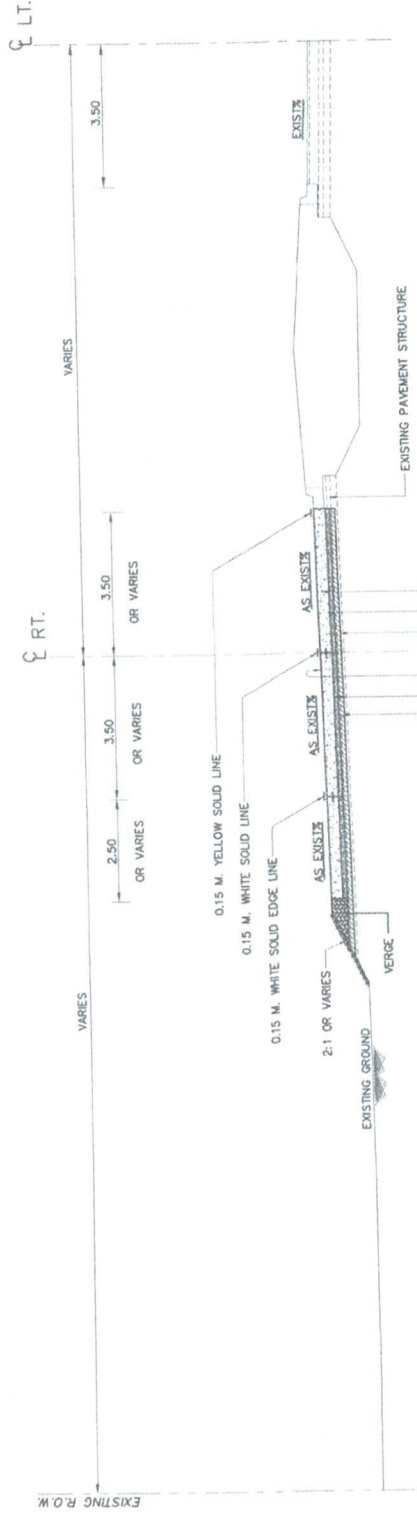 ℄ LT.
℄ RT.
VARIES
VARIES
3.50
3.50
OR VARIES
3.50
OR VARIES
2.50
OR VARIES
0.15 M. YELLOW SOLID LINE
0.15 M. WHITE SOLID LINE
0.15 M. WHITE SOLID EDGE LINE
AS EXIST%
AS EXIST%
AS EXIST%
EXIST%
2:1 OR VARIES
VERGE
EXISTING GROUND
EXISTING PAVEMENT STRUCTURE
EXISTING R.O.W.